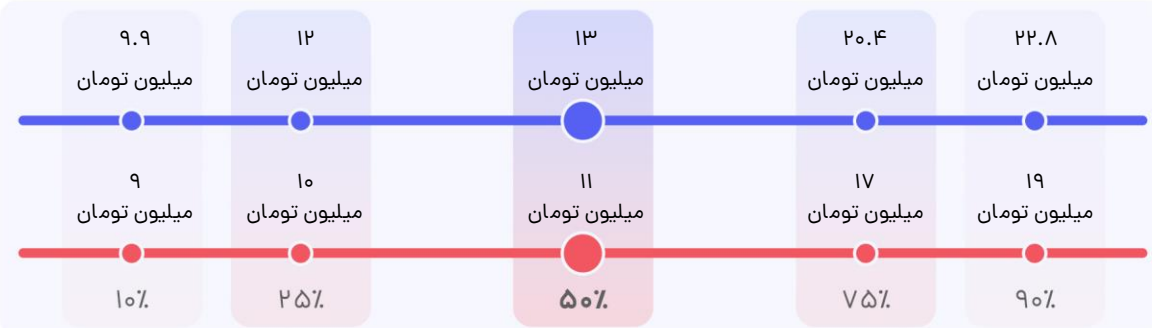 ۹.۹
میلیون تومان
۱۲
میلیون تومان
۱۳
میلیون تومان
۲۰.۴
میلیون تومان
۲۲.۸
میلیون تومان
۹
میلیون تومان
۱۰
میلیون تومان
۱۱
میلیون تومان
۱۷
میلیون تومان
۱۹
میلیون تومان
۱۰٪
۲۵٪
۵۰٪
۷۵٪
۹۰٪